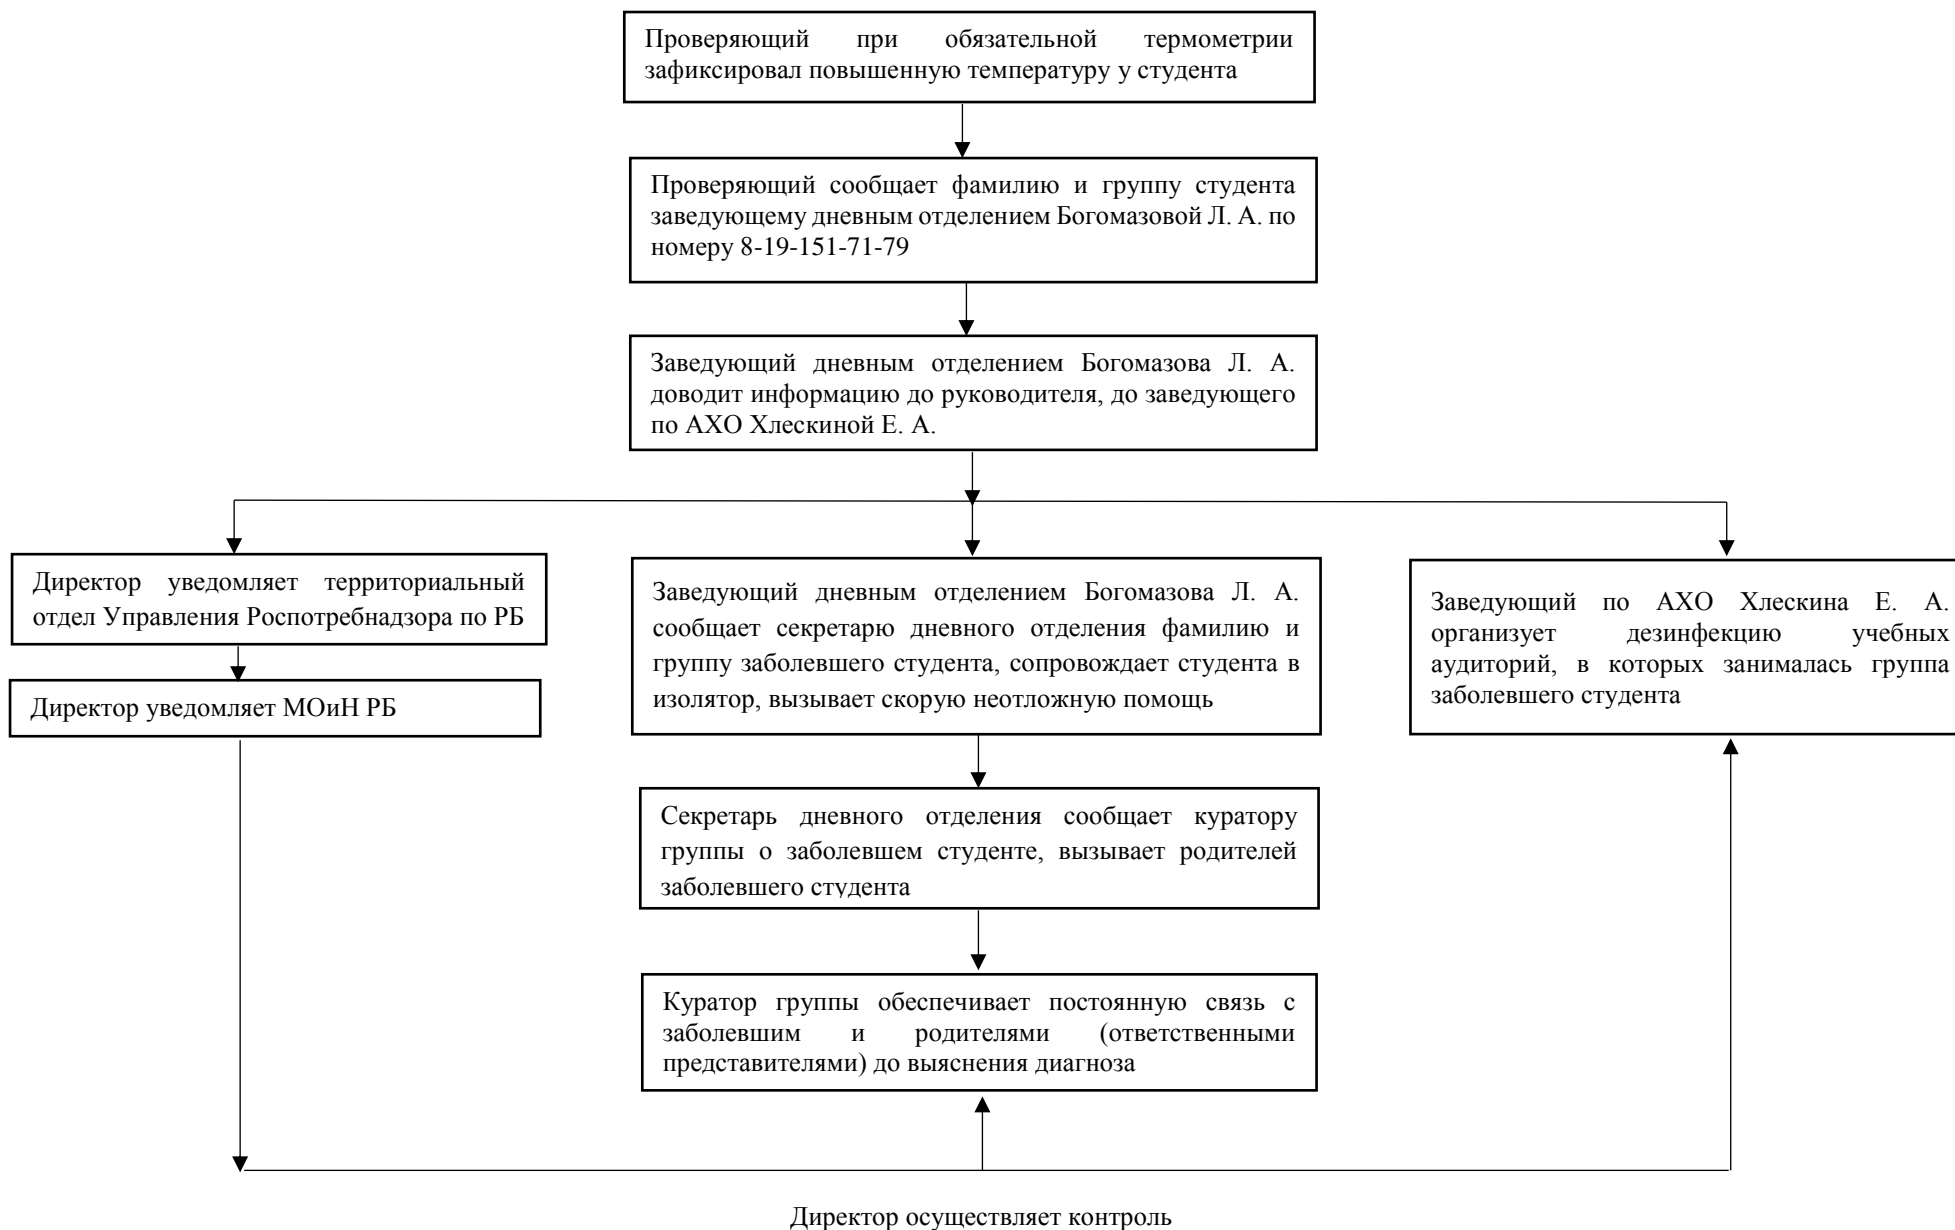 Проверяющий при обязательной термометрии
зафиксировал повышенную температуру у студента
Проверяющий сообщает фамилию и группу студента
заведующему дневным отделением Богомазовой Л. А. по
номеру 8-19-151-71-79
Заведующий дневным отделением Богомазова Л. А.
доводит информацию до руководителя, до заведующего
по АХО Хлескиной Е. А.
Директор уведомляет территориальный
отдел Управления Роспотребнадзора по РБ
Директор уведомляет МОиН РБ
Заведующий дневным отделением Богомазова Л. А.
сообщает секретарю дневного отделения фамилию и
группу заболевшего студента, сопровождает студента в
изолятор, вызывает скорую неотложную помощь
Секретарь дневного отделения сообщает куратору
группы о заболевшем студенте, вызывает родителей
заболевшего студента
Куратор группы обеспечивает постоянную связь с
заболевшим и родителями (ответственными
представителями) до выяснения диагноза
Заведующий по АХО Хлескина Е. А.
организует дезинфекцию учебных
аудиторий, в которых занималась группа
заболевшего студента
Директор осуществляет контроль